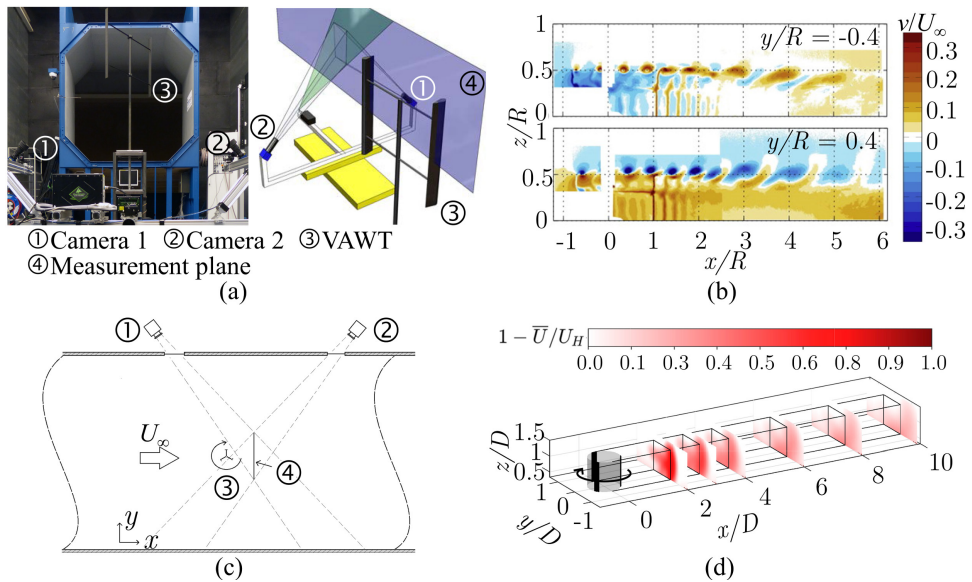 (a)
① ② ③
① ② ③ ④
①Camera 1 ②Camera 2 ③VAWT
④Measurement plane
(a)
y/R = -0.4
y/R = 0.4
z/R
1
0.5
0
1
0.5
0
-1 0 1 2 3 4 5 6
x/R
v/U∞
0.3
0.2
0.1
0
-0.1
-0.2
-0.3
(b)
① ②
U∞
③ ④
y
x
(c)
1 − U̅/U_H
0.0 0.1 0.2 0.3 0.4 0.5 0.6 0.7 0.8 0.9 1.0
z/D
1.5
1
0.5
1
0
-1
y/D
0 2 4 6 8 10
x/D
(d)